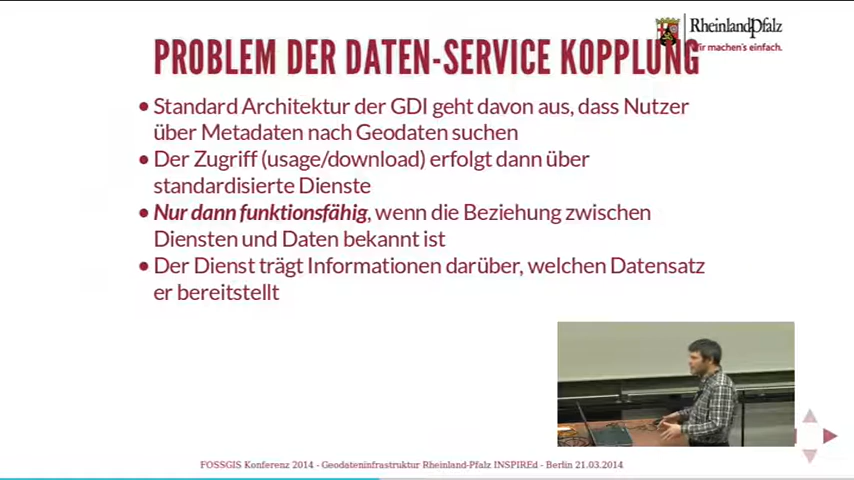 RheinlandPfalz
Wir machen's einfach.
PROBLEM DER DATEN-SERVICE KOPPLUNG
• Standard Architektur der GDI geht davon aus, dass Nutzer
über Metadaten nach Geodaten suchen
• Der Zugriff (usage/download) erfolgt dann über
standardisierte Dienste
• Nur dann funktionsfähig, wenn die Beziehung zwischen
Diensten und Daten bekannt ist
• Der Dienst trägt Informationen darüber, welchen Datensatz
er bereitstellt
FOSSGIS Konferenz 2014 - Geodateninfrastruktur Rheinland-Pfalz INSPIREd - Berlin 21.03.2014